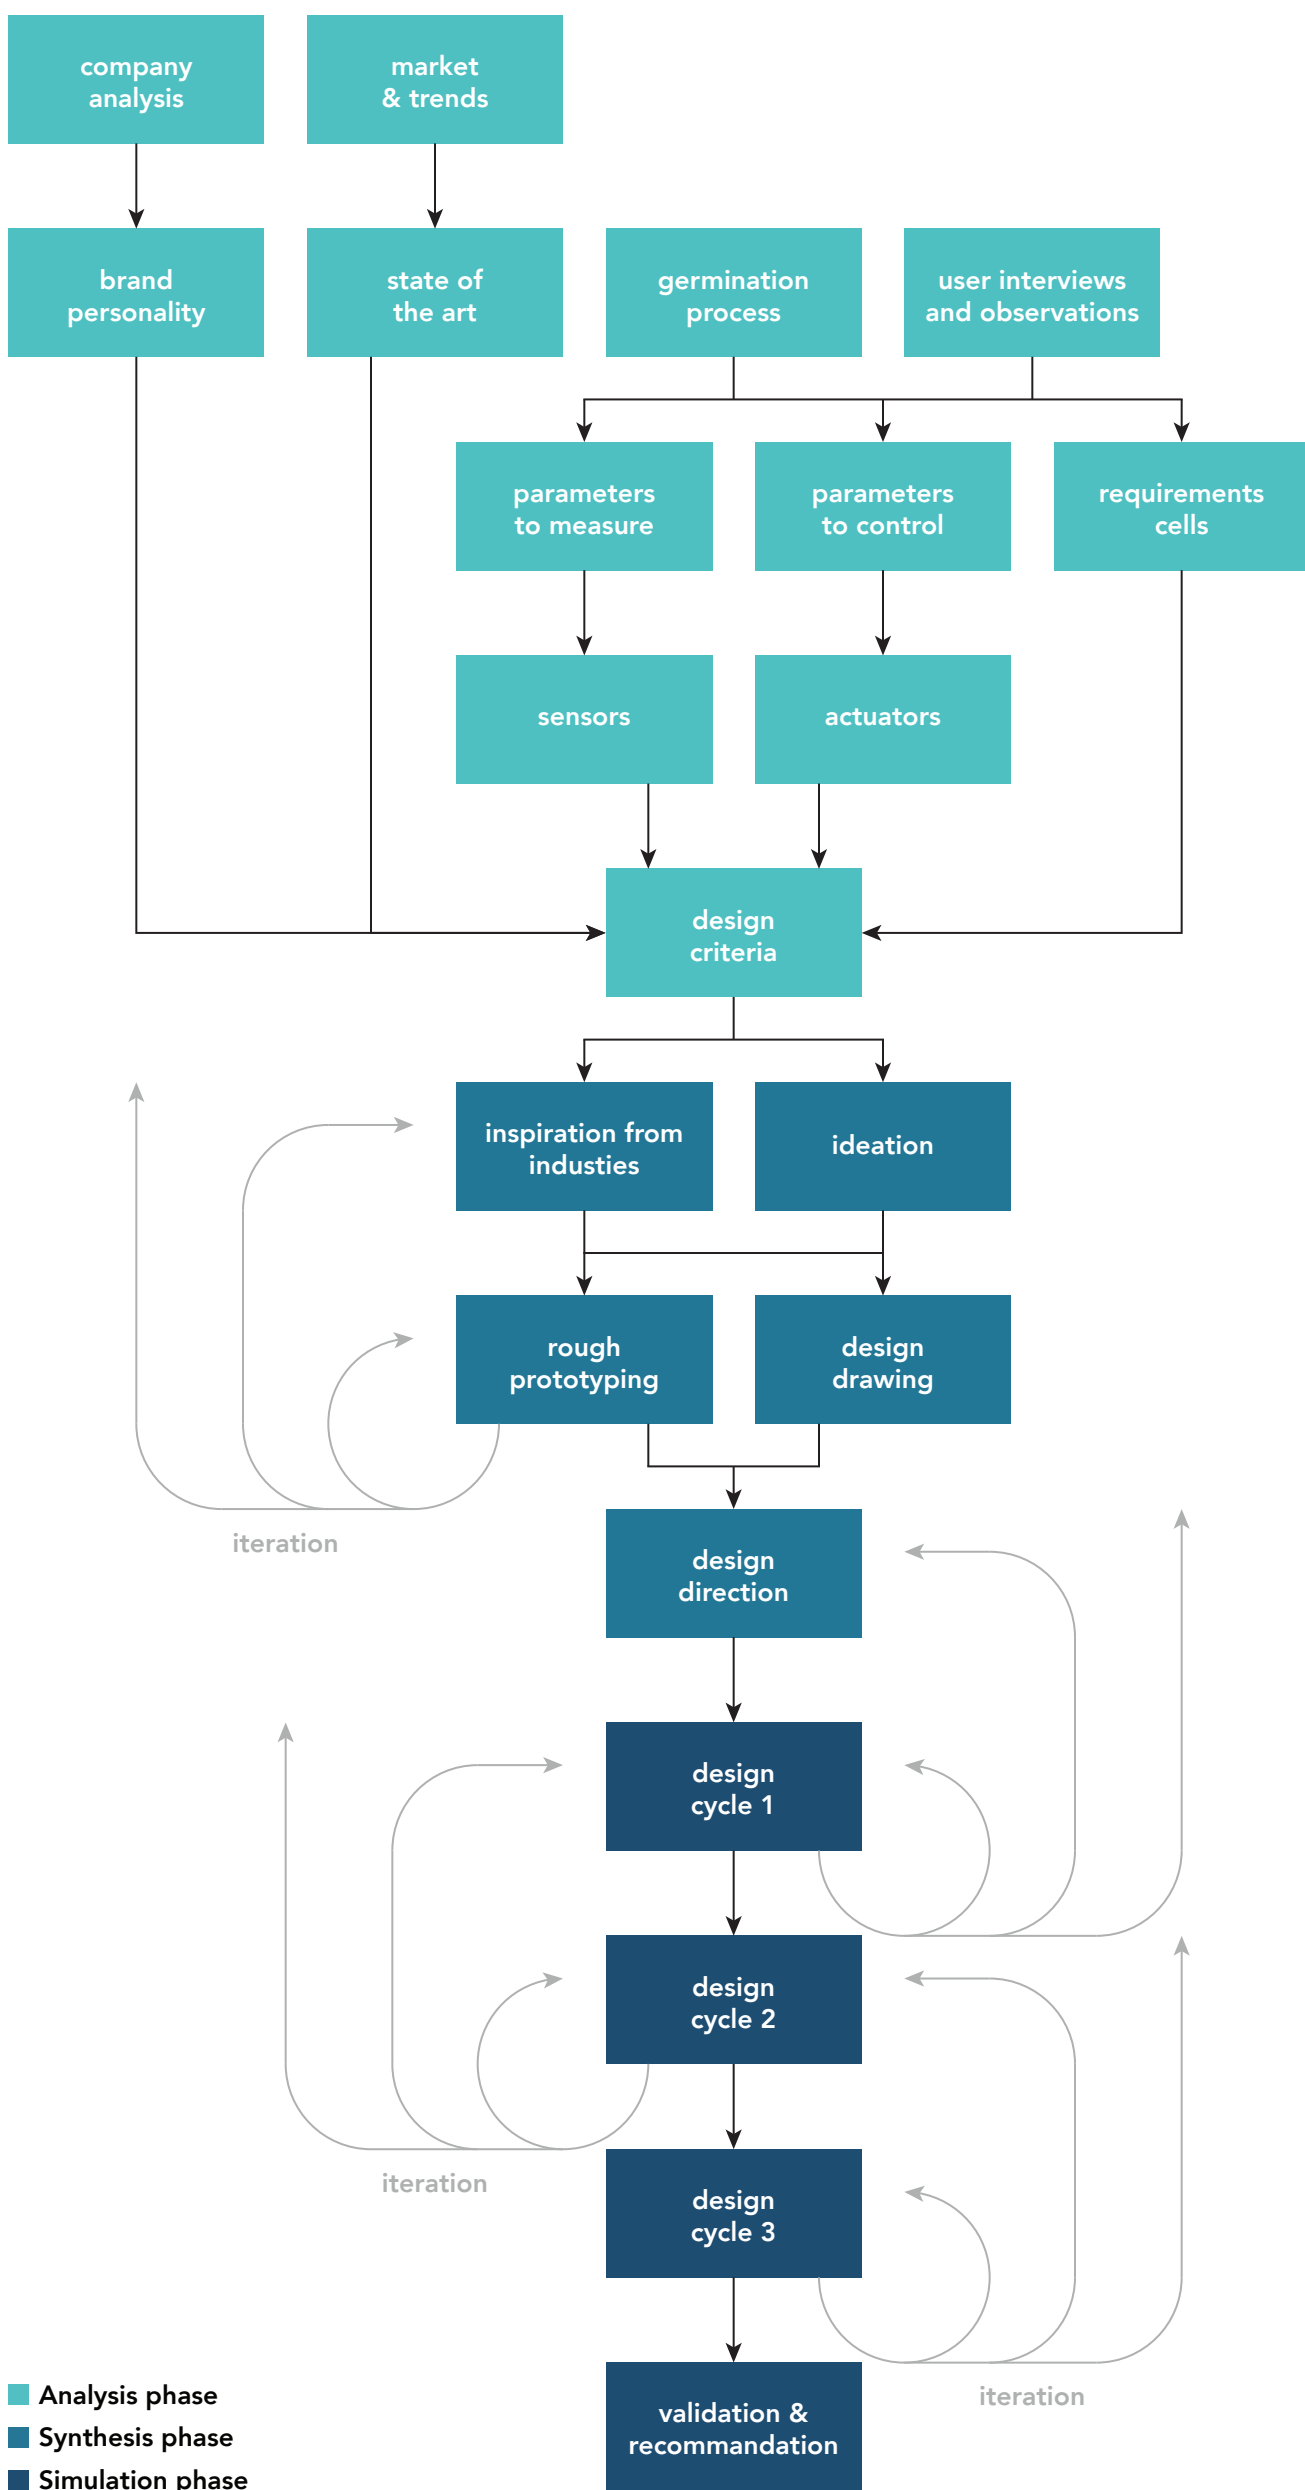 company
analysis
market
& trends
brand
personality
state of
the art
germination
process
user interviews
and observations
parameters
to measure
parameters
to control
requirements
cells
sensors
actuators
design
criteria
inspiration from
industies
ideation
rough
prototyping
design
drawing
iteration
design
direction
design
cycle 1
design
cycle 2
iteration
design
cycle 3
iteration
validation &
recommandation
Analysis phase
Synthesis phase
Simulation phase